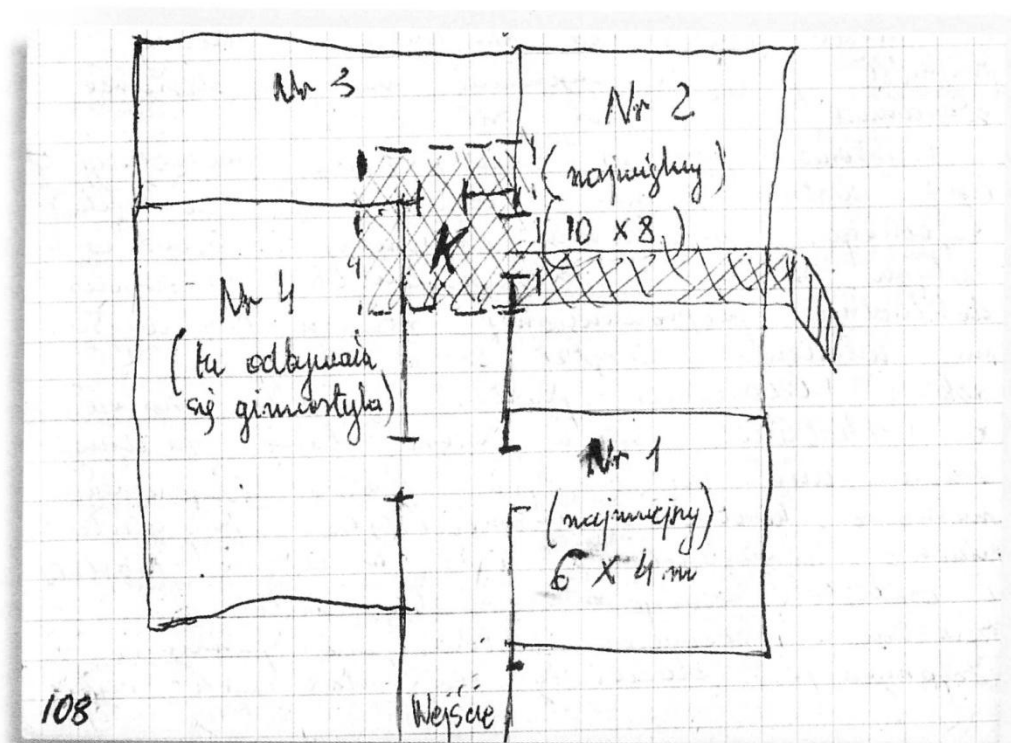 Nr 3
Nr 2
(największy)
(10 x 8)
K
Nr 4
(tu odbywała
się gimnastyka)
Nr 1
(najmniejszy)
6 x 4 m
108
Wejście